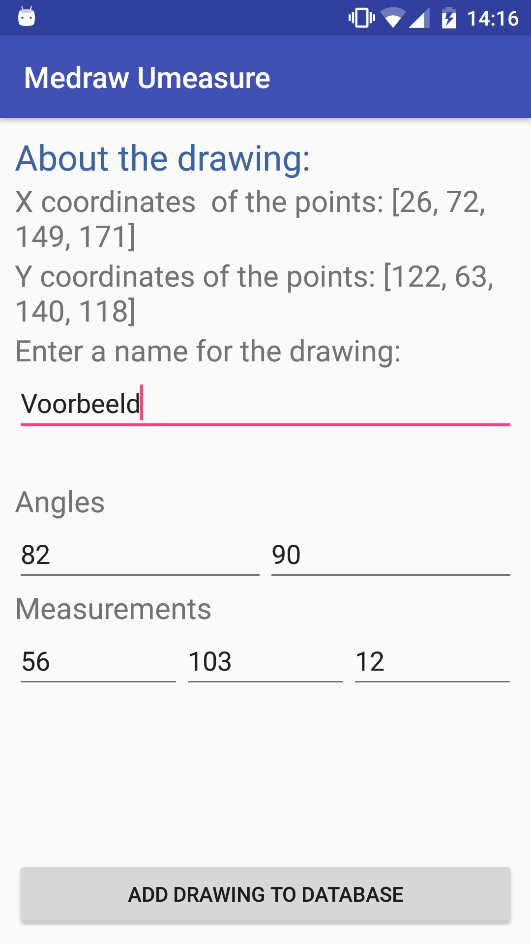 14:16
Medraw Umeasure
About the drawing:
X coordinates  of the points: [26, 72,
149, 171]
Y coordinates of the points: [122, 63,
140, 118]
Enter a name for the drawing:
Voorbeeld
Angles
82 90
Measurements
56 103 12
ADD DRAWING TO DATABASE